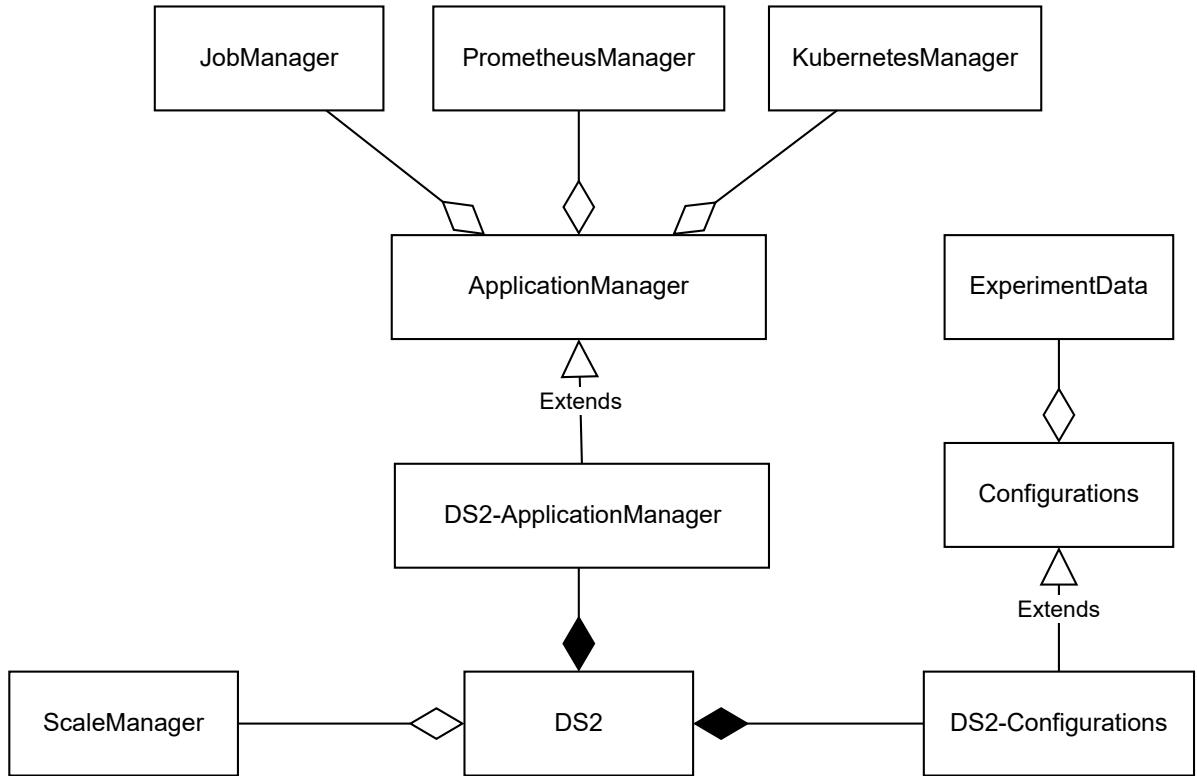 JobManager
PrometheusManager
KubernetesManager
ApplicationManager
ExperimentData
Extends
Configurations
DS2-ApplicationManager
Extends
ScaleManager
DS2
DS2-Configurations